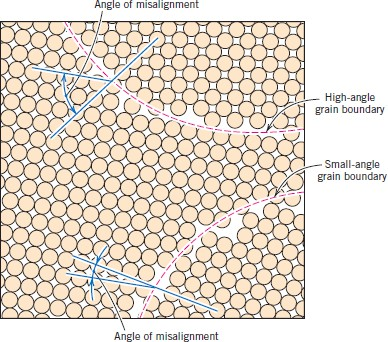 Angle of misalignment
High-angle
grain boundary
Small-angle
grain boundary
Angle of misalignment